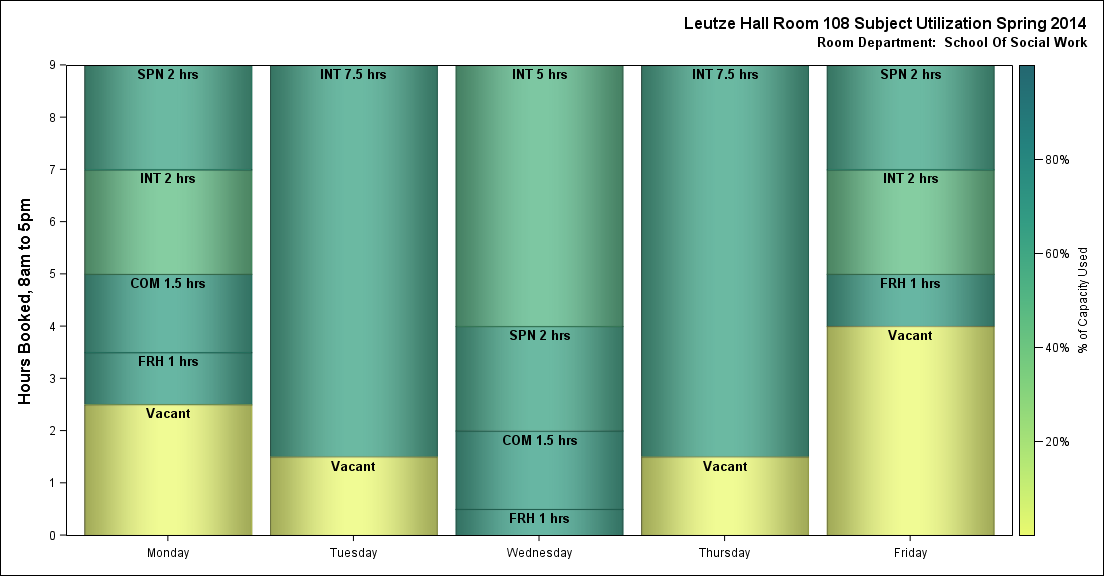 Leutze Hall Room 108 Subject Utilization Spring 2014
Room Department: School Of Social Work
Hours Booked, 8am to 5pm
9
8
7
6
5
4
3
2
1
0
SPN 2 hrs
INT 2 hrs
COM 1.5 hrs
FRH 1 hrs
Vacant
INT 7.5 hrs
Vacant
INT 5 hrs
SPN 2 hrs
COM 1.5 hrs
FRH 1 hrs
INT 7.5 hrs
Vacant
SPN 2 hrs
INT 2 hrs
FRH 1 hrs
Vacant
Monday
Tuesday
Wednesday
Thursday
Friday
80%
60%
40%
20%
% of Capacity Used